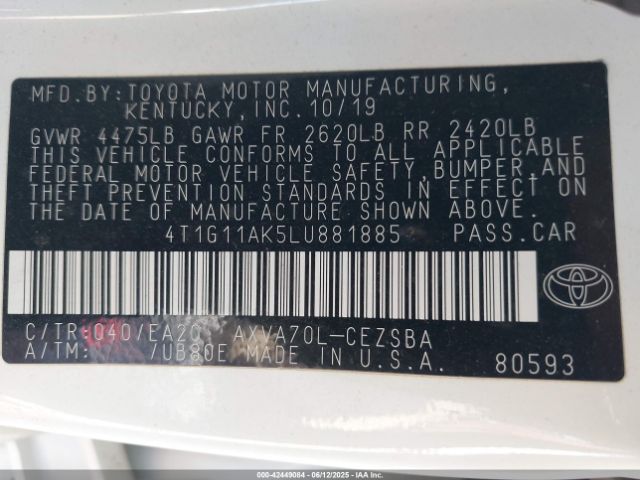 MFD.BY:TOYOTA MOTOR MANUFACTURING,
KENTUCKY,INC.10/19
GVWR 4475LB GAWR FR 2620LB RR 2420LB
THIS VEHICLE CONFORMS TO ALL APPLICABLE
FEDERAL MOTOR VEHICLE SAFETY,BUMPER,AND
THEFT PREVENTION STANDARDS IN EFFECT ON
THE DATE OF MANUFACTURE SHOWN ABOVE.
4T1G11AK5LU881885 PASS.CAR
C/TR:040/EA20 AXVA70L-CEZSBA
A/TM: /UB80E MADE IN U.S.A. 80593
000-42449084 - 06/12/2025 - IAA